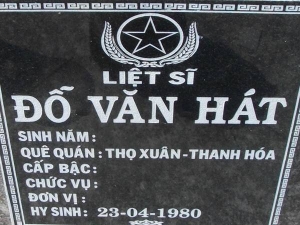 LIỆT SĨ
ĐỖ VĂN HÁT
SINH NĂM :
QUÊ QUÁN : THỌ XUÂN - THANH HÓA
CẤP BẬC :
CHỨC VỤ :
ĐƠN VỊ :
HY SINH : 23-04-1980